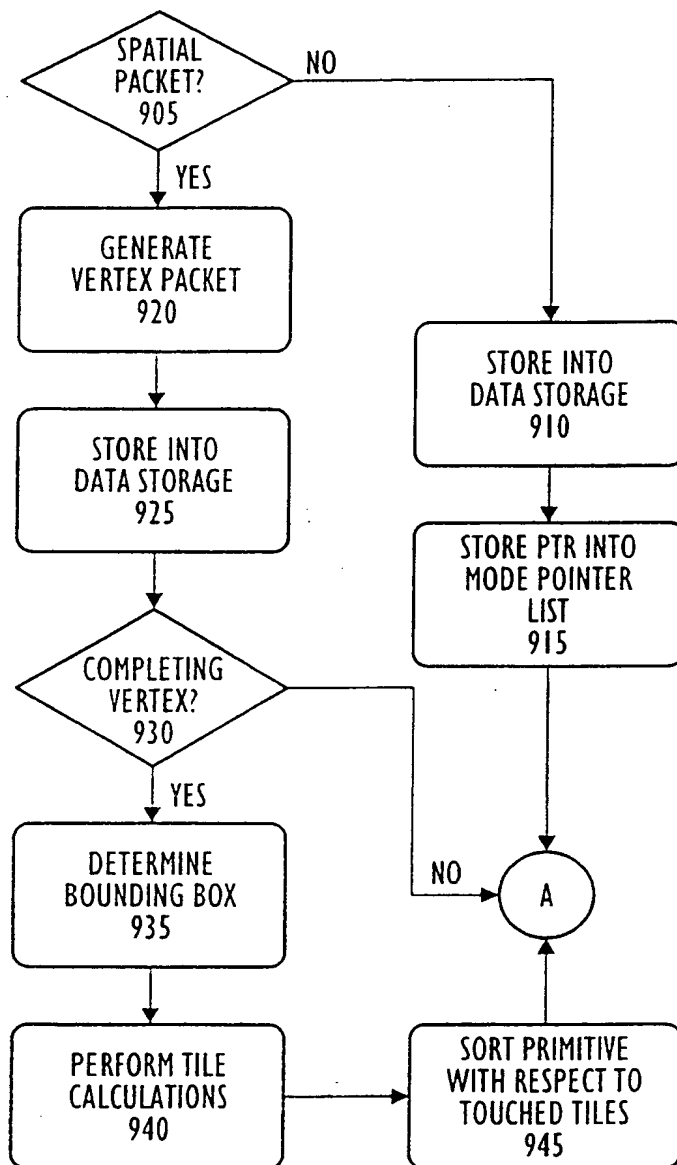 SPATIAL
PACKET?
905
NO
YES
GENERATE
VERTEX PACKET
920
STORE INTO
DATA STORAGE
925
STORE INTO
DATA STORAGE
910
STORE PTR INTO
MODE POINTER
LIST
915
COMPLETING
VERTEX?
930
YES
NO
DETERMINE
BOUNDING BOX
935
A
PERFORM TILE
CALCULATIONS
940
SORT PRIMITIVE
WITH RESPECT TO
TOUCHED TILES
945